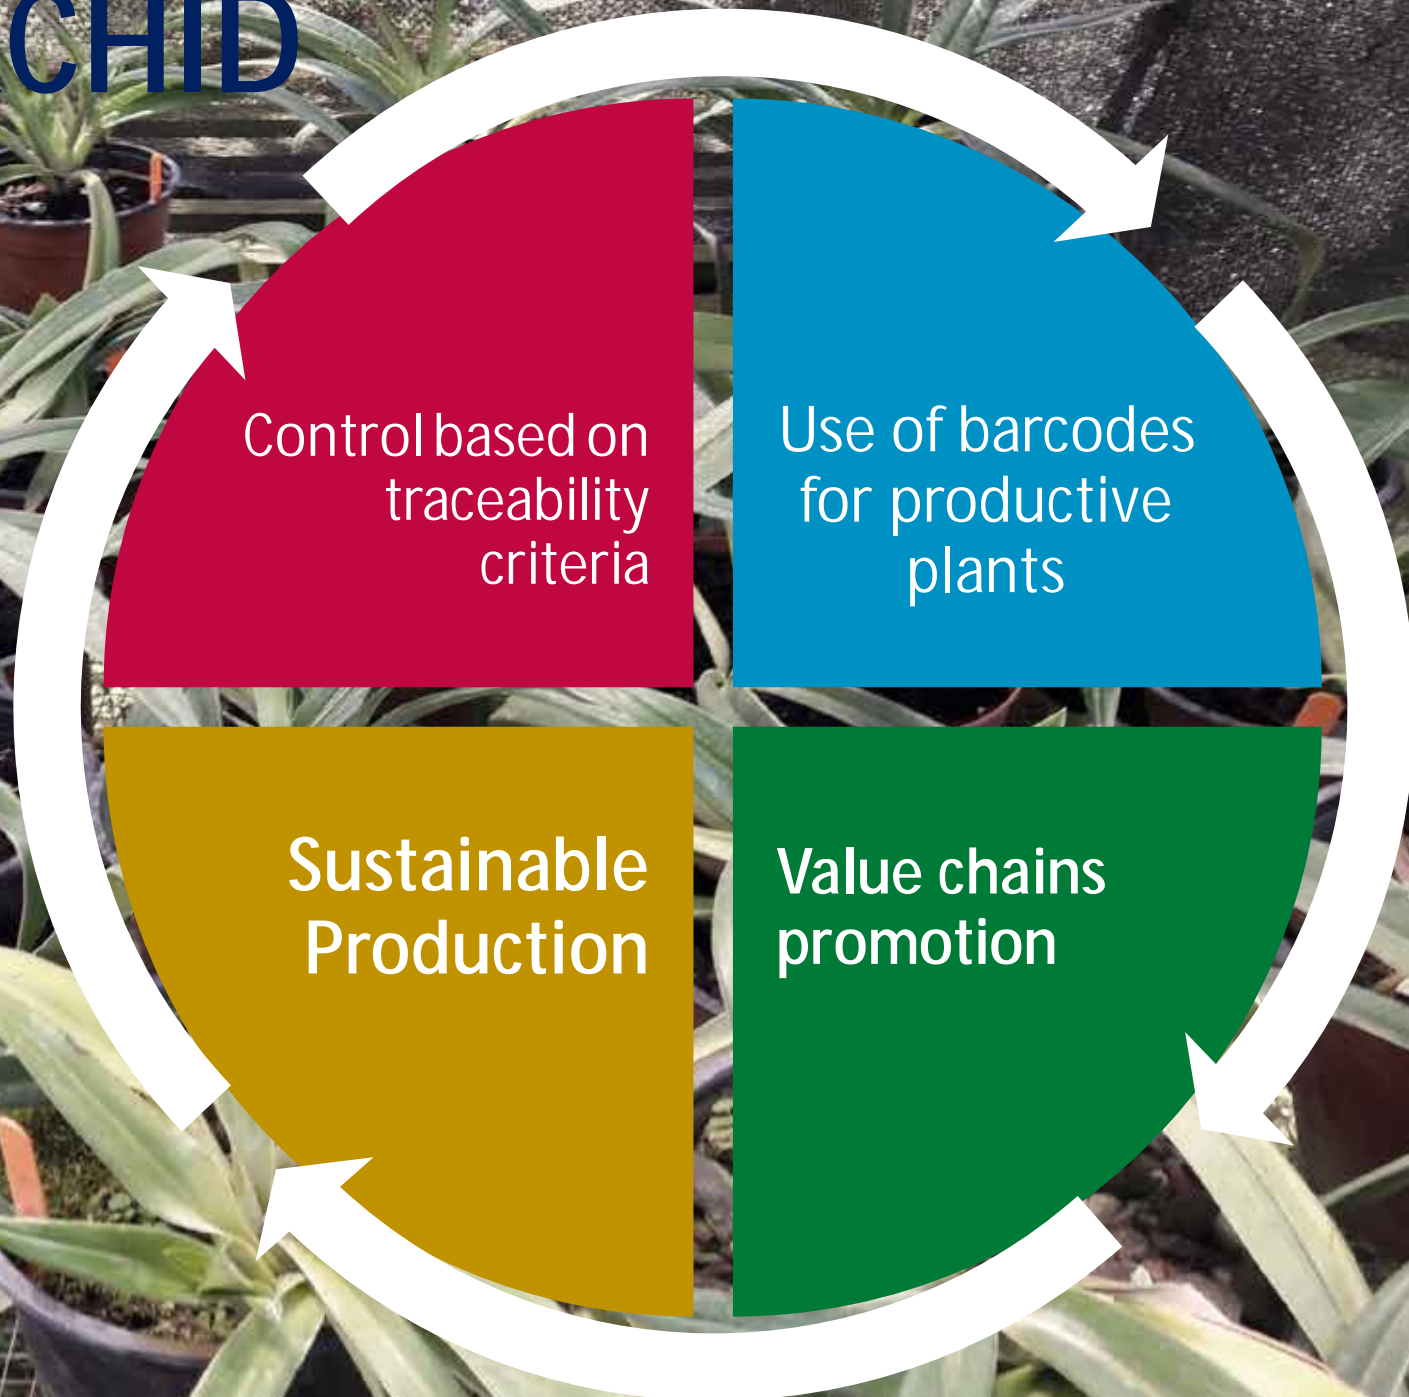 CHID
Control based on
traceability
criteria
Use of barcodes
for productive
plants
Sustainable
Production
Value chains
promotion